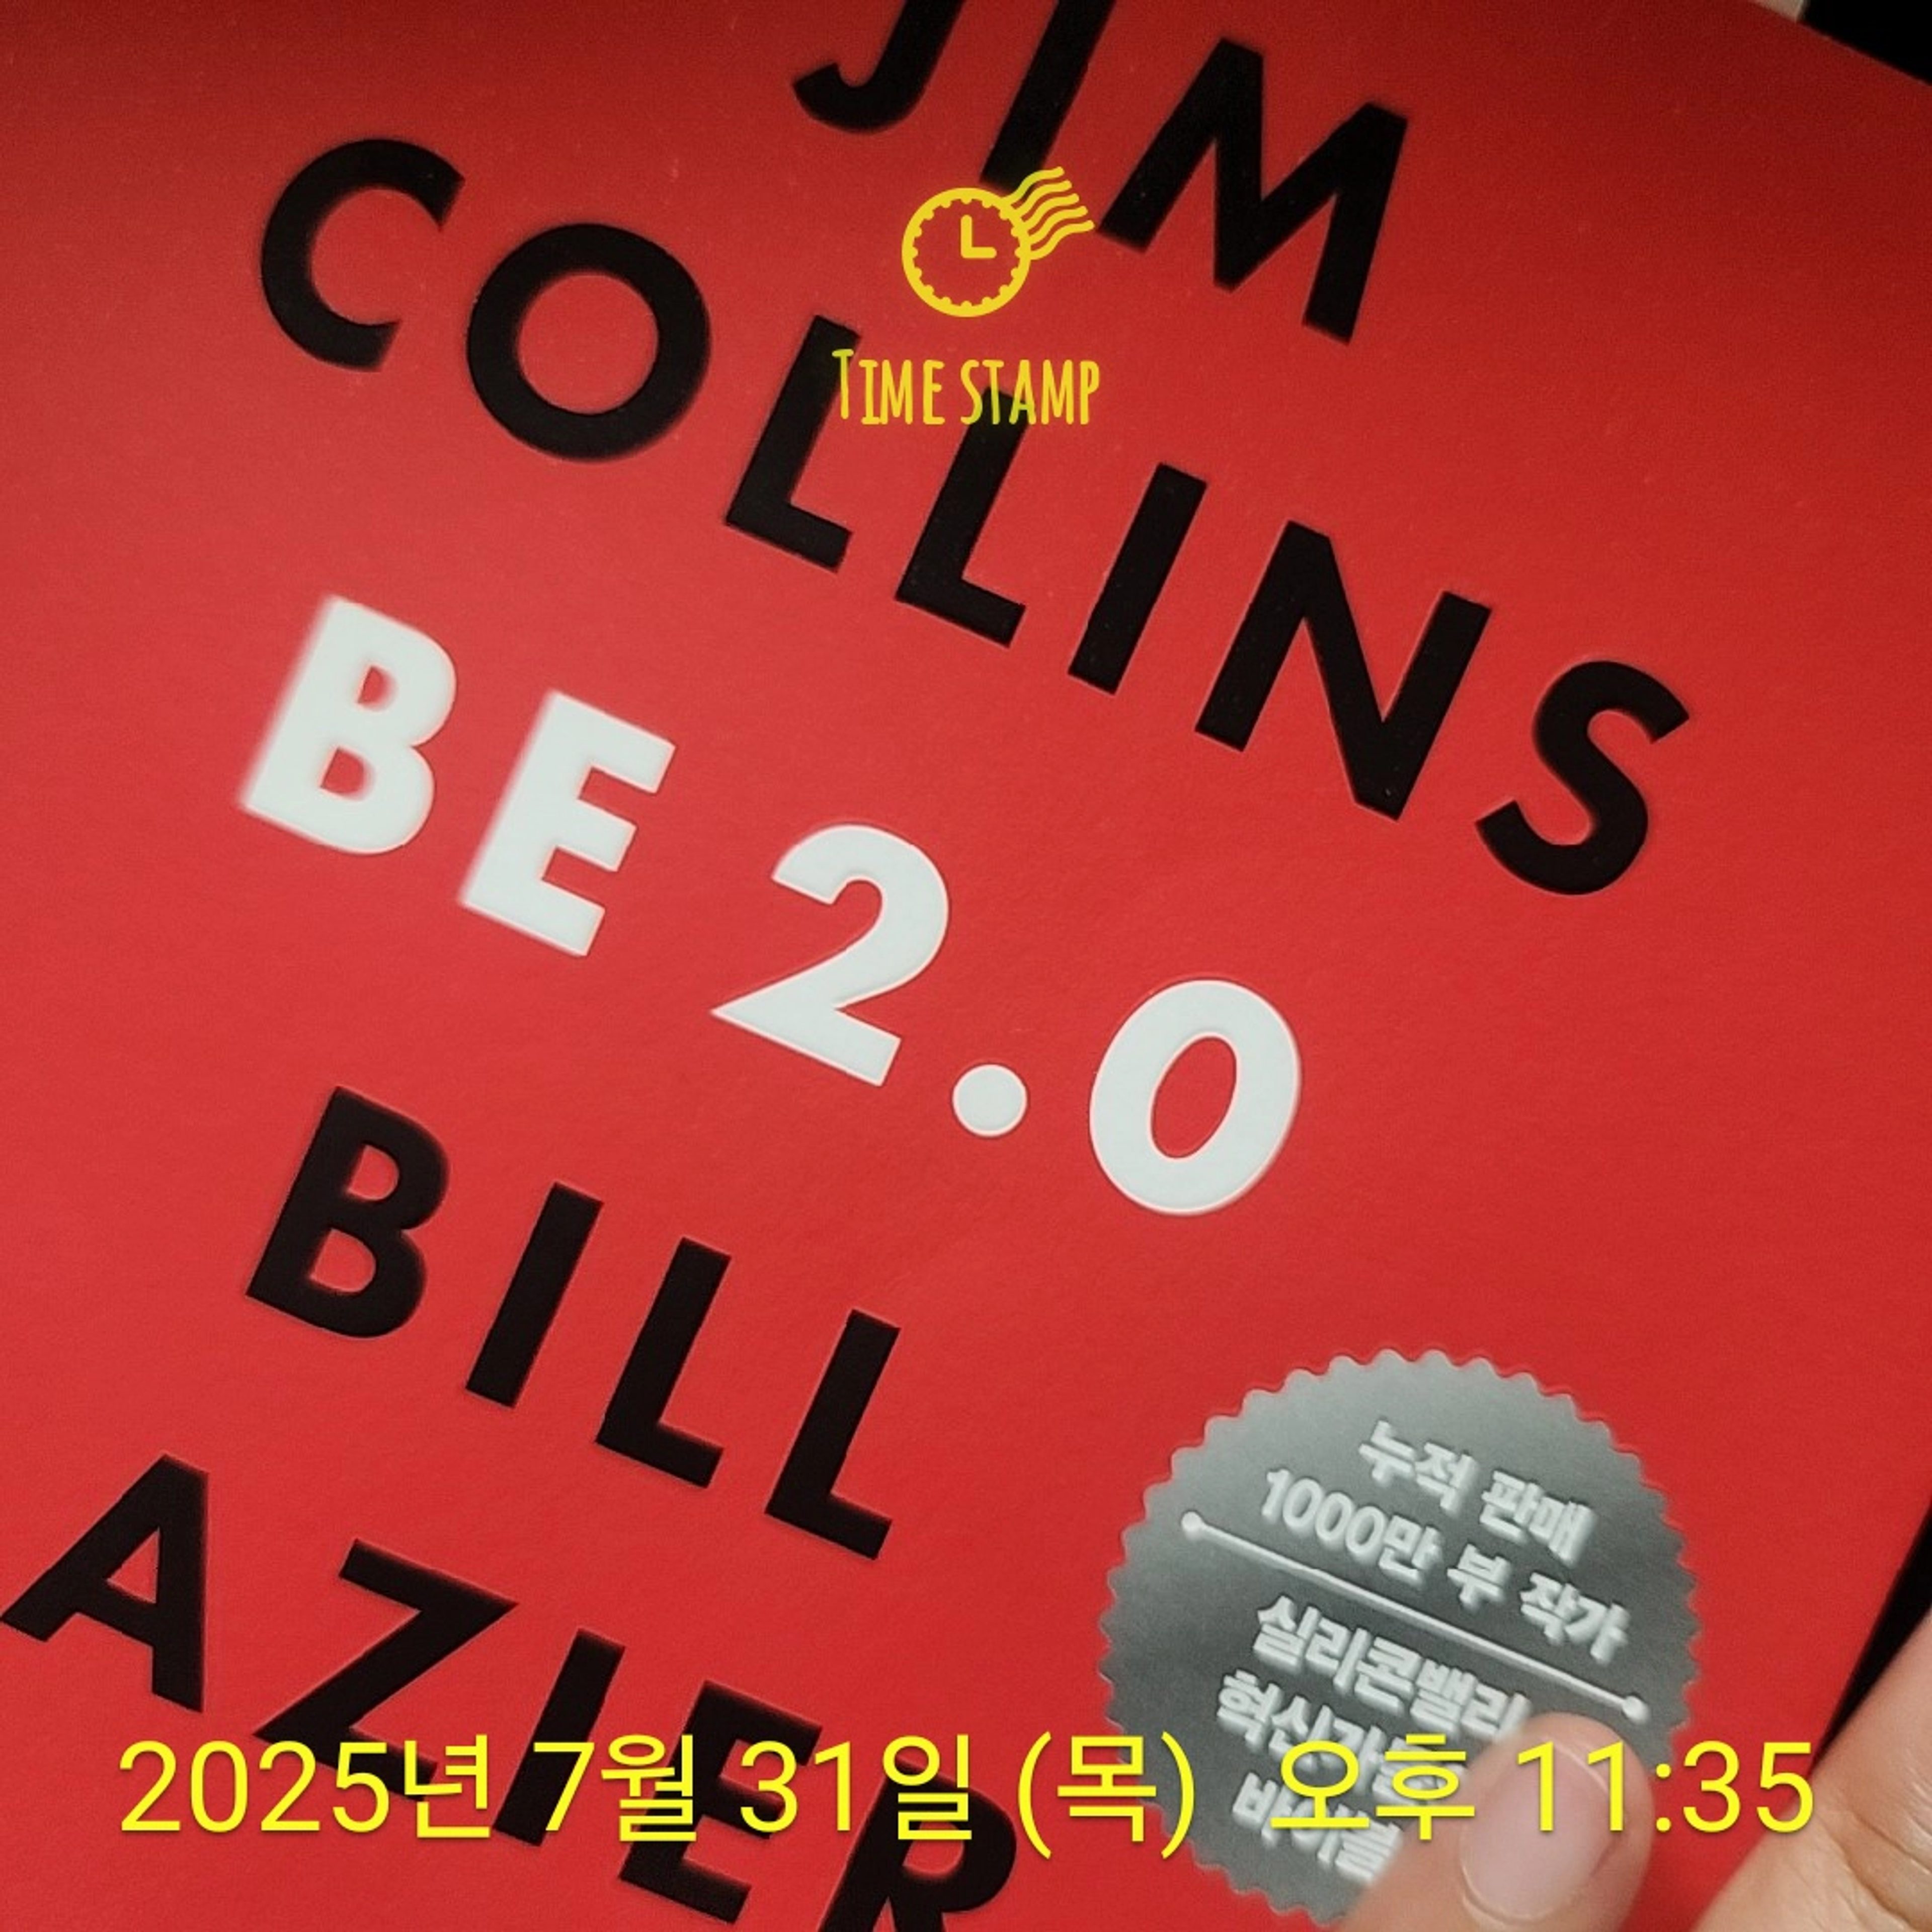 JIM
TIME STAMP
COLLINS
BE 2.0
BILL
AZIER
누적 판매
1000만 부 작가
실리콘밸리
2025년 7월 31일 (목) 오후 11:35